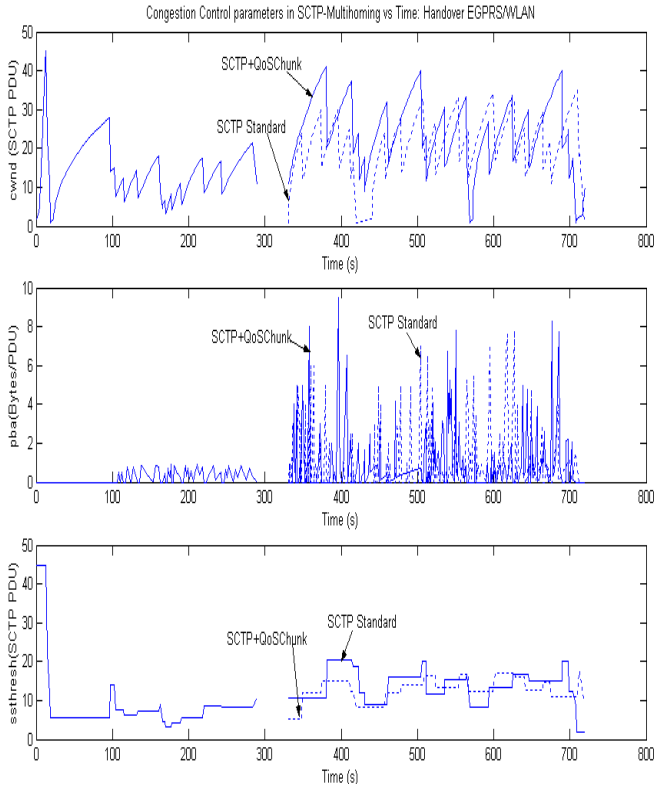 Congestion Control parameters in SCTP-Multihoming vs Time: Handover EGPRS/WLAN
cwnd (SCTP PDU)
50
40
30
20
10
0
SCTP+QoSChunk
SCTP Standard
0 100 200 300 400 500 600 700 800
Time (s)
pba(Bytes/PDU)
8
6
4
2
0
SCTP+QoSChunk
SCTP Standard
0 100 200 300 400 500 600 700 800
Time (s)
ssthresh(SCTP PDU)
50
40
30
20
10
0
SCTP+QoSChunk
SCTP Standard
0 100 200 300 400 500 600 700 800
Time (s)